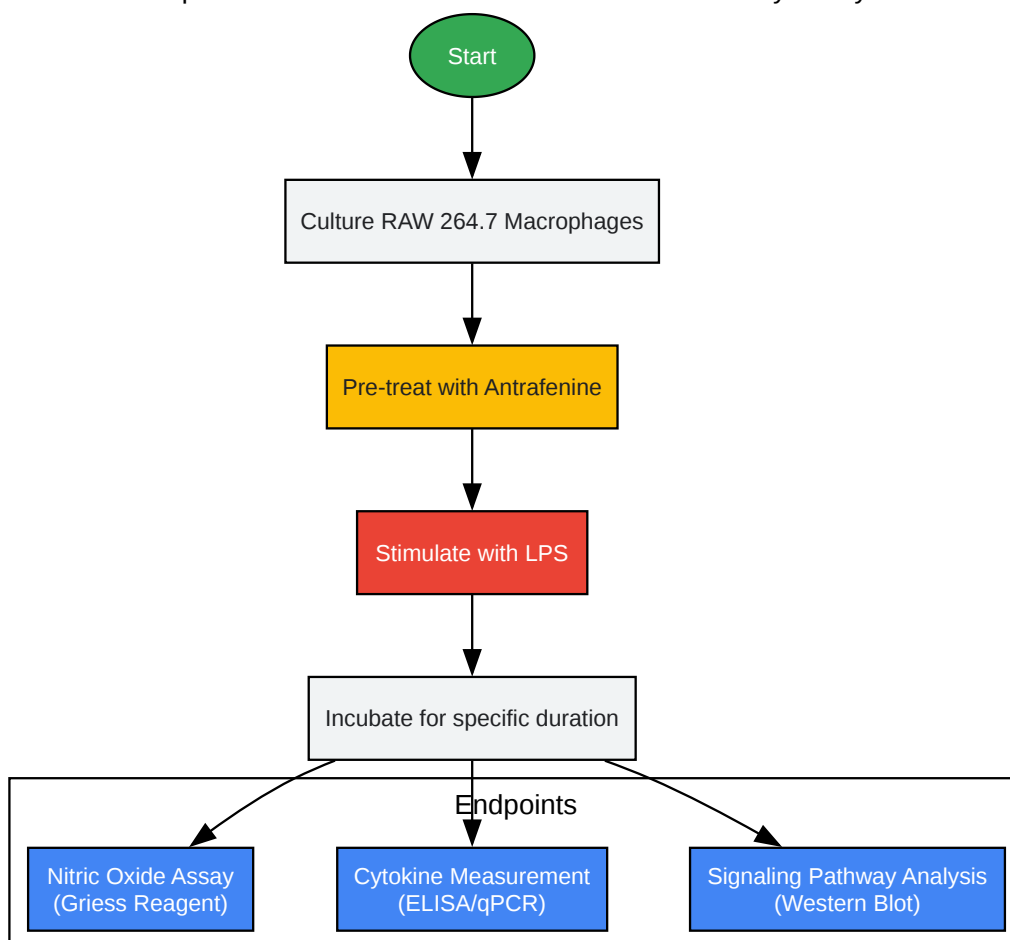 Start
Culture RAW 264.7 Macrophages
Pre-treat with Antrafenine
Stimulate with LPS
Incubate for specific duration
Endpoints
Nitric Oxide Assay
(Griess Reagent)
Cytokine Measurement
(ELISA/qPCR)
Signaling Pathway Analysis
(Western Blot)